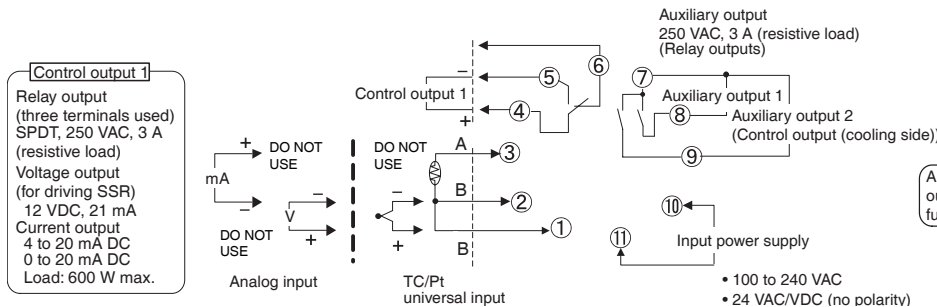 Control output 1
Relay output
(three terminals used)
SPDT, 250 VAC, 3 A
(resistive load)
Voltage output
(for driving SSR)
12 VDC, 21 mA
Current output
4 to 20 mA DC
0 to 20 mA DC
Load: 600 W max.
+
DO NOT
USE
mA
−
V
−
+
DO NOT
USE
Analog input
DO NOT
USE
−
+
A
B
B
TC/Pt
universal input
−
Control output 1
+
⑥
⑤
④
③
②
①
Auxiliary output
250 VAC, 3 A (resistive load)
(Relay outputs)
⑦
Auxiliary output 1
⑧
Auxiliary output 2
(Control output (cooling side))
⑨
⑩
⑪
Input power supply
• 100 to 240 VAC
• 24 VAC/VDC (no polarity)
A
ou
fu